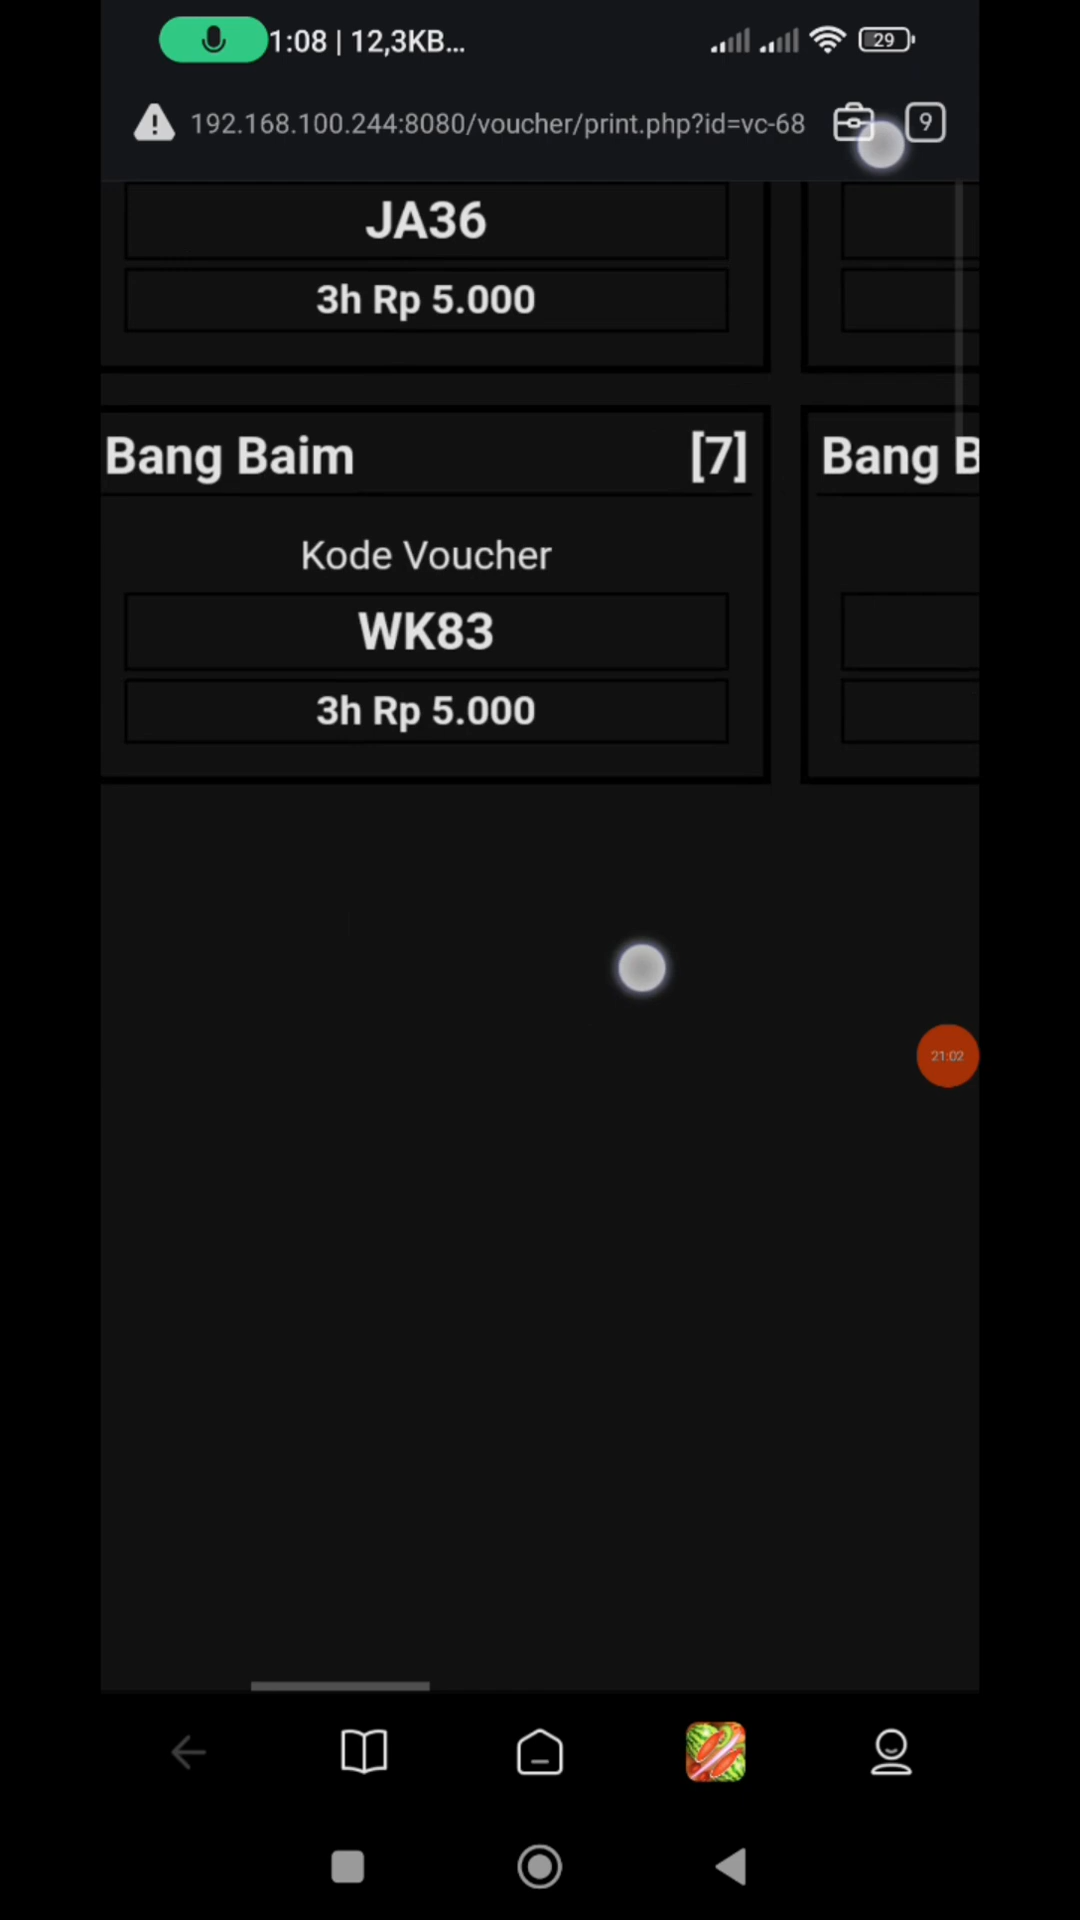 1:08 | 12,3KB...
29
192.168.100.244:8080/voucher/print.php?id=vc-68
9
JA36
3h Rp 5.000
Bang Baim [7]
Bang B
Kode Voucher
WK83
3h Rp 5.000
21:02